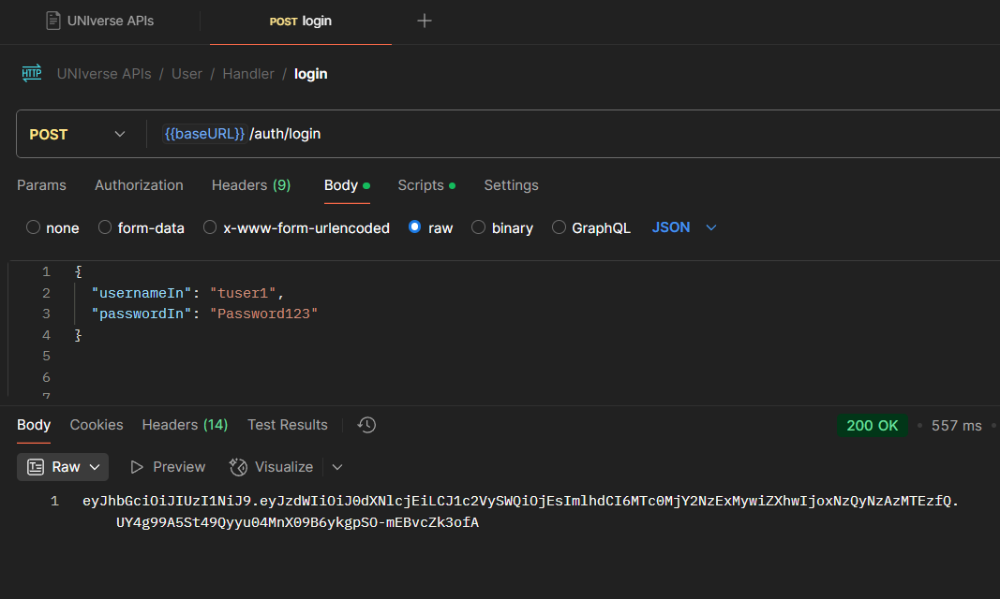 UNIverse APIs
POST login
HTTP UNIverse APIs / User / Handler / login
POST {{baseURL}} /auth/login
Params Authorization Headers (9) Body Scripts Settings
none form-data x-www-form-urlencoded raw binary GraphQL JSON
1 {
2 "usernameIn": "tuser1",
3 "passwordIn": "Password123"
4 }
5
6
7
Body Cookies Headers (14) Test Results 200 OK 557 ms
Raw Preview Visualize
1 eyJhbGciOiJIUzI1NiJ9.eyJzdWIiOiJ0dXNlcjEiLCJ1c2VySWQiOjEsImlhdCI6MTc0MjY2NzExMywiZXhwIjoxNzQyNzAzMTEzfQ.
UY4g99A5St49Qyyu04MnX09B6ykgpSO-mEBvcZk3ofA